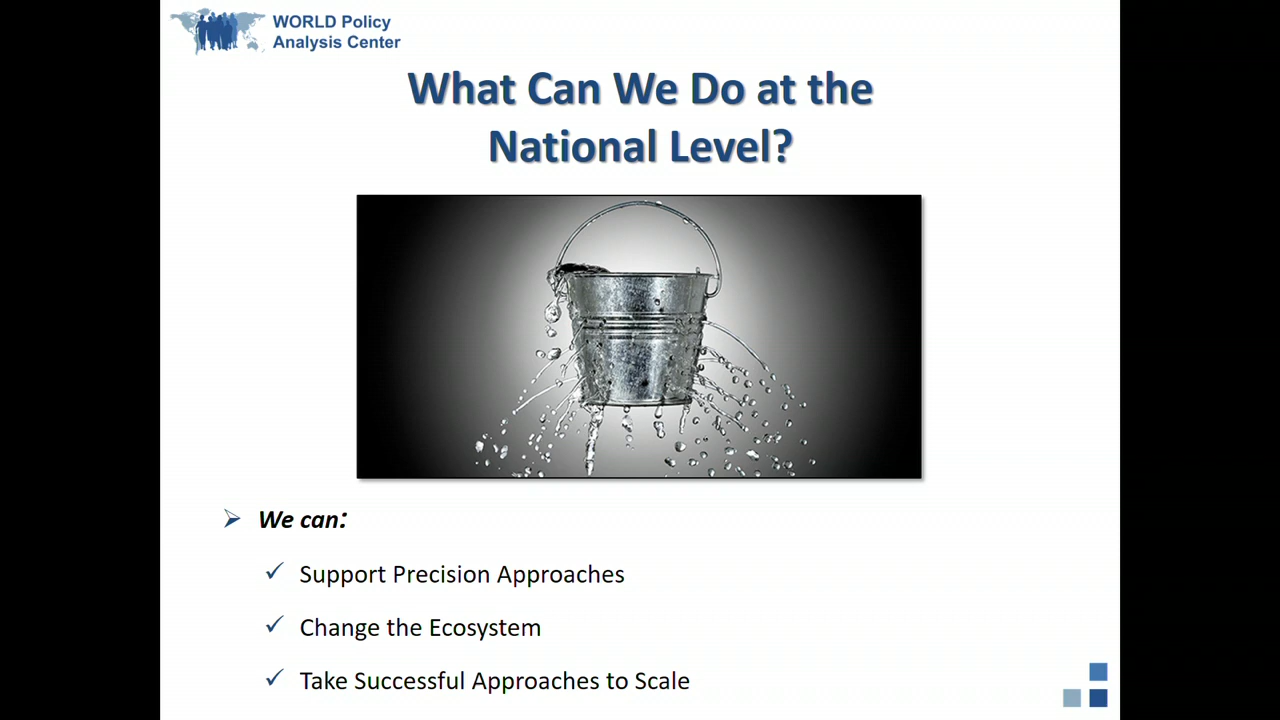 WORLD Policy
Analysis Center
What Can We Do at the
National Level?
We can:
Support Precision Approaches
Change the Ecosystem
Take Successful Approaches to Scale